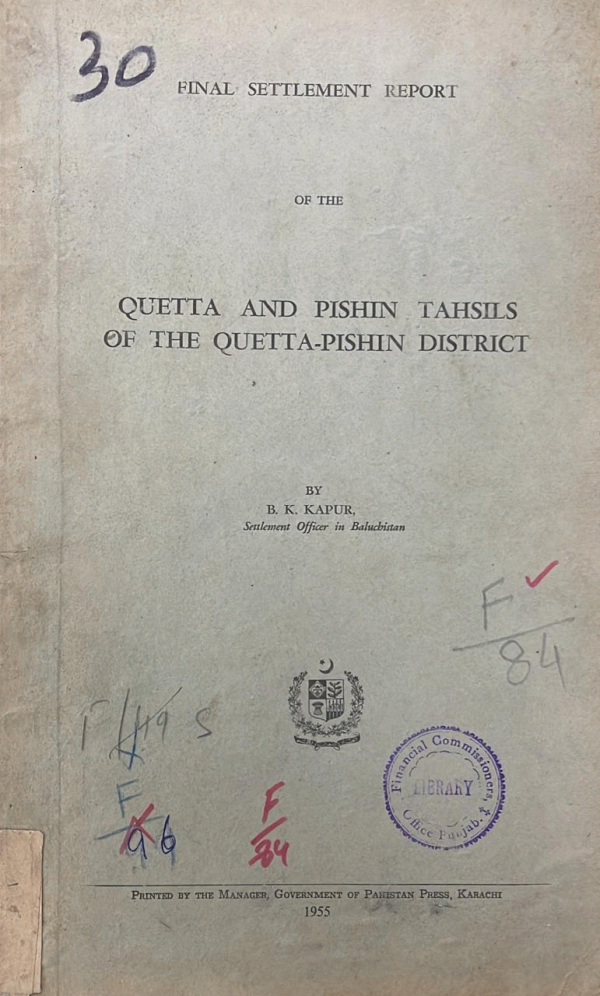 30
FINAL SETTLEMENT REPORT
OF THE
QUETTA AND PISHIN TAHSILS
OF THE QUETTA-PISHIN DISTRICT
BY
B. K. KAPUR,
Settlement Officer in Baluchistan
F
84
Financial Commissioners,
LIBRARY
Office Punjab.
F
96
F
84
PRINTED BY THE MANAGER, GOVERNMENT OF PAKISTAN PRESS, KARACHI
1955